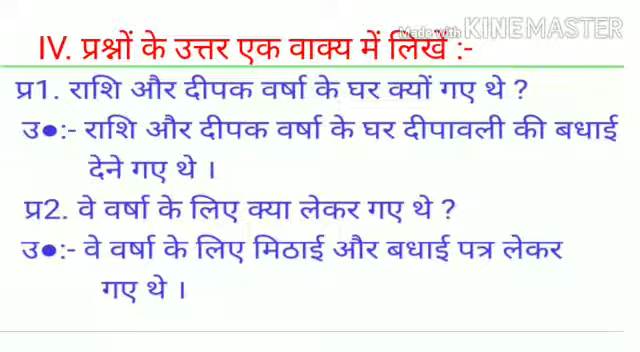 Made with KINEMASTER
IV. प्रश्नों के उत्तर एक वाक्य में लिखें :-
प्र1. राशि और दीपक वर्षा के घर क्यों गए थे ?
उ●:- राशि और दीपक वर्षा के घर दीपावली की बधाई
देने गए थे ।
प्र2. वे वर्षा के लिए क्या लेकर गए थे ?
उ●:- वे वर्षा के लिए मिठाई और बधाई पत्र लेकर
गए थे ।